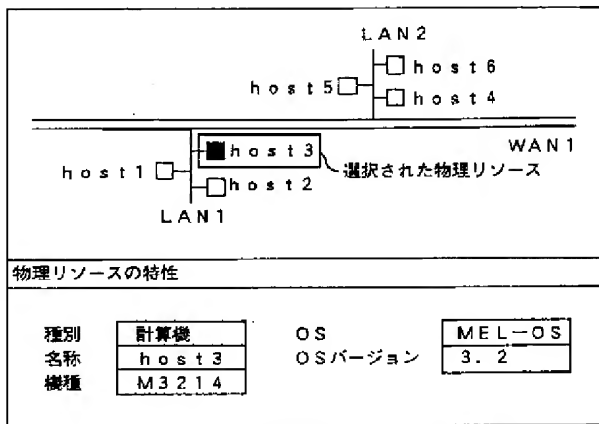 LAN2
host6
host5
host4
WAN1
host3
選択された物理リソース
host1
host2
LAN1
物理リソースの特性
種別 計算機 OS MEL-OS
名称 host3 OSバージョン 3.2
機種 M3214